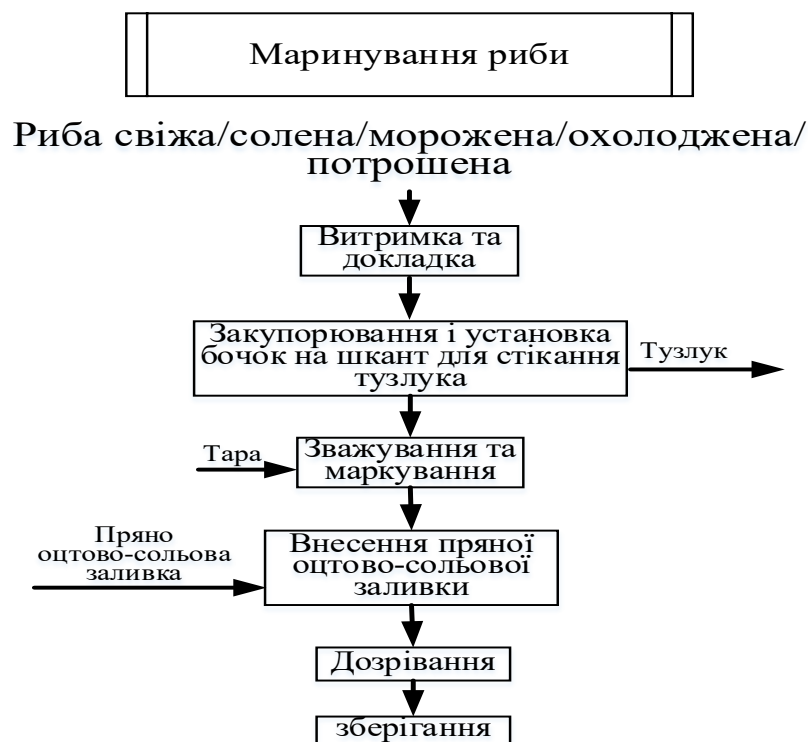 Маринування риби
Риба свіжа/солена/морожена/охолоджена/
потрошена
Витримка та
докладка
Закупорювання і установка
бочок на шкант для стікання
тузлука
Тузлук
Тара
Зважування та
маркування
Пряно
оцтово-сольова
заливка
Внесення пряної
оцтово-сольової
заливки
Дозрівання
зберігання